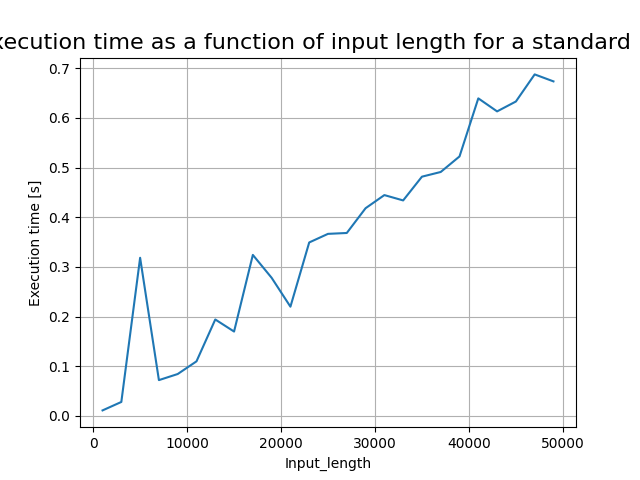 xecution time as a function of input length for a standard
0.7
0.6
0.5
0.4
0.3
0.2
0.1
0.0
Execution time [s]
0 10000 20000 30000 40000 50000
Input_length